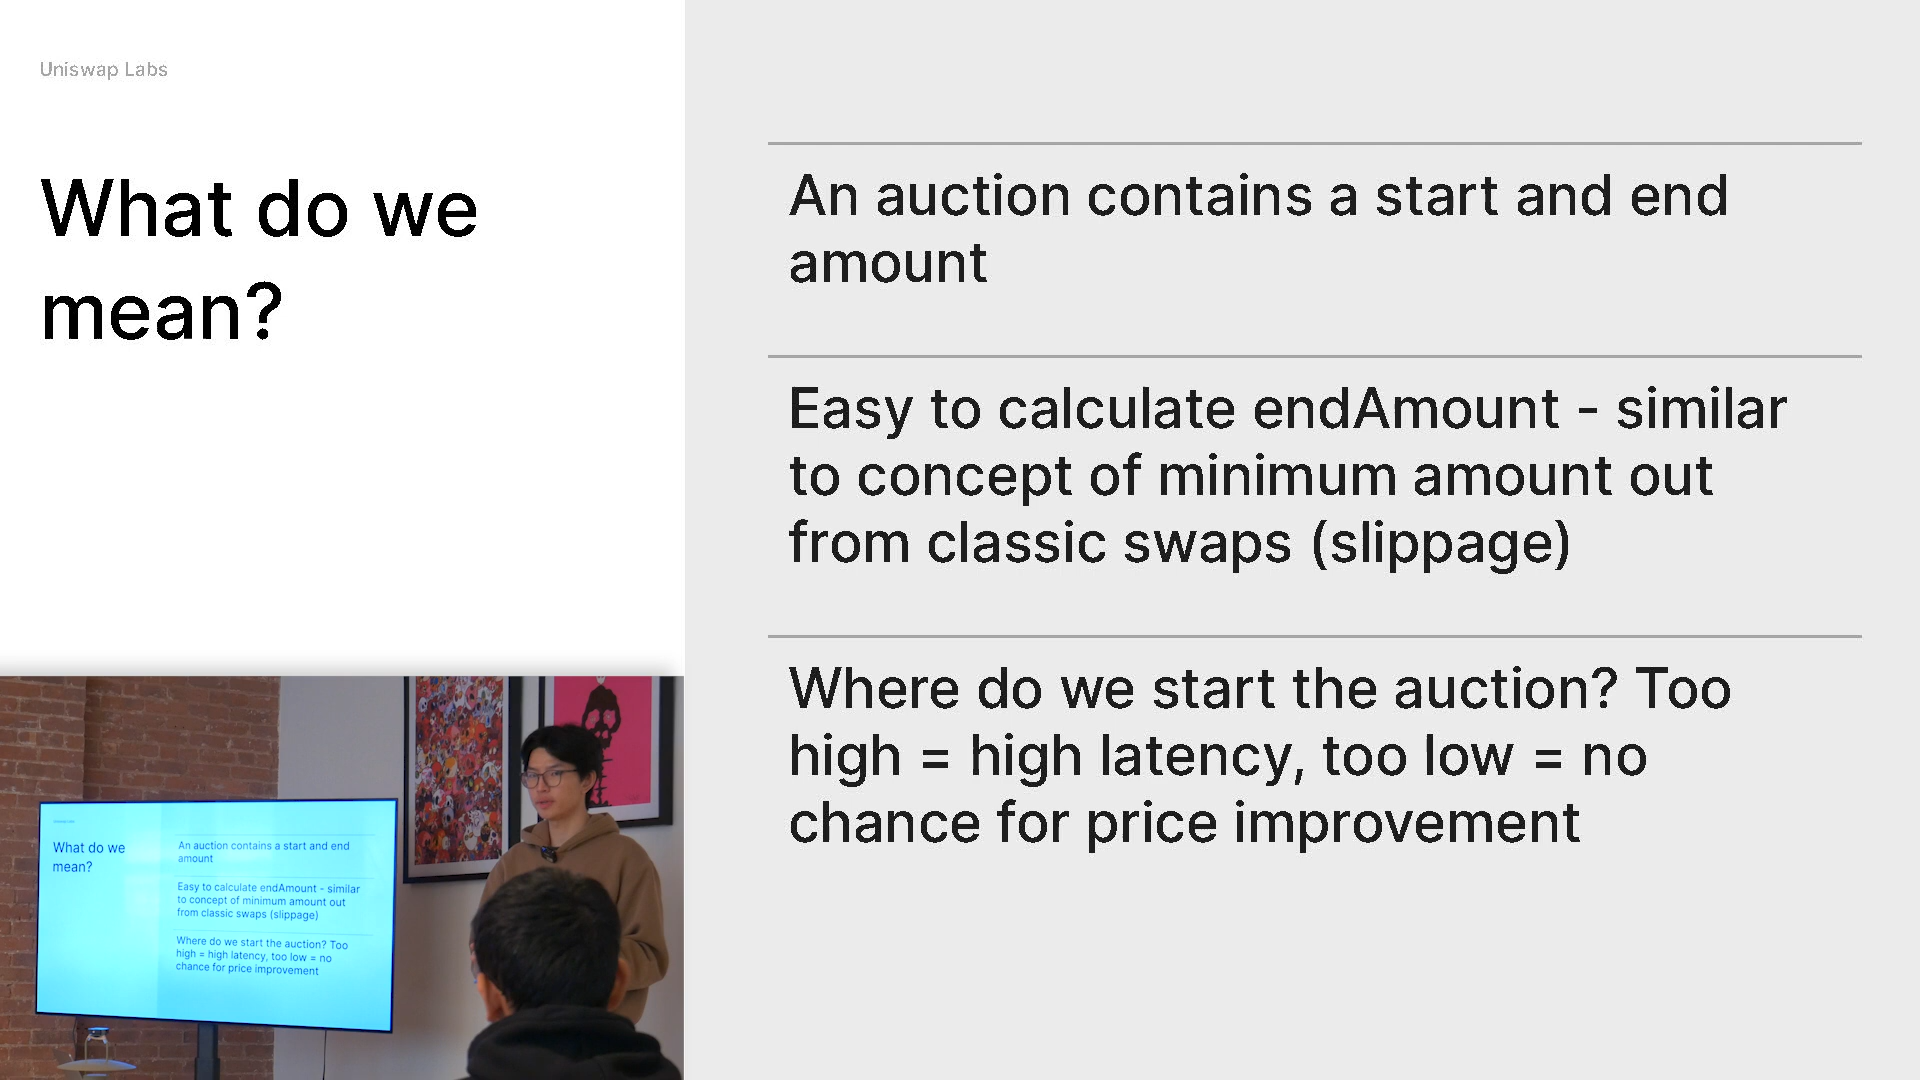 Uniswap Labs
What do we
mean?
An auction contains a start and end
amount
Easy to calculate endAmount - similar
to concept of minimum amount out
from classic swaps (slippage)
Where do we start the auction? Too
high = high latency, too low = no
chance for price improvement
What do we
mean?
An auction contains a start and end
amount
Easy to calculate endAmount - similar
to concept of minimum amount out
from classic swaps (slippage)
Where do we start the auction? Too
high = high latency, too low = no
chance for price improvement